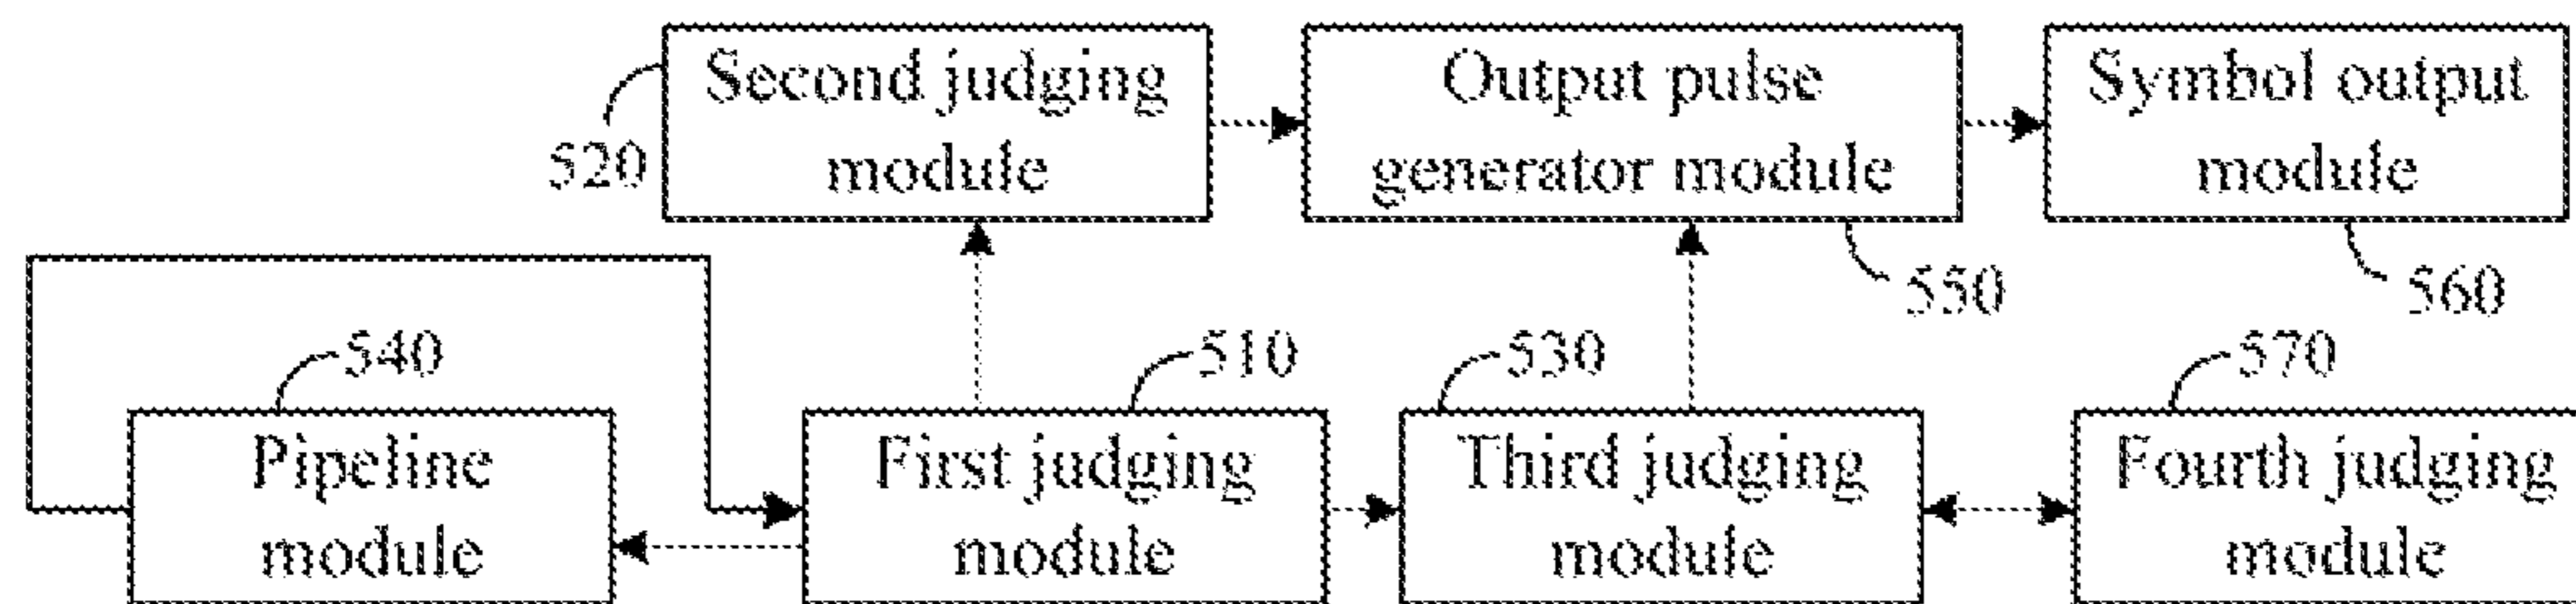 Second judging
module
Output pulse
generator module
Symbol output
module
520
550
560
540
510
530
570
Pipeline
module
First judging
module
Third judging
module
Fourth judging
module